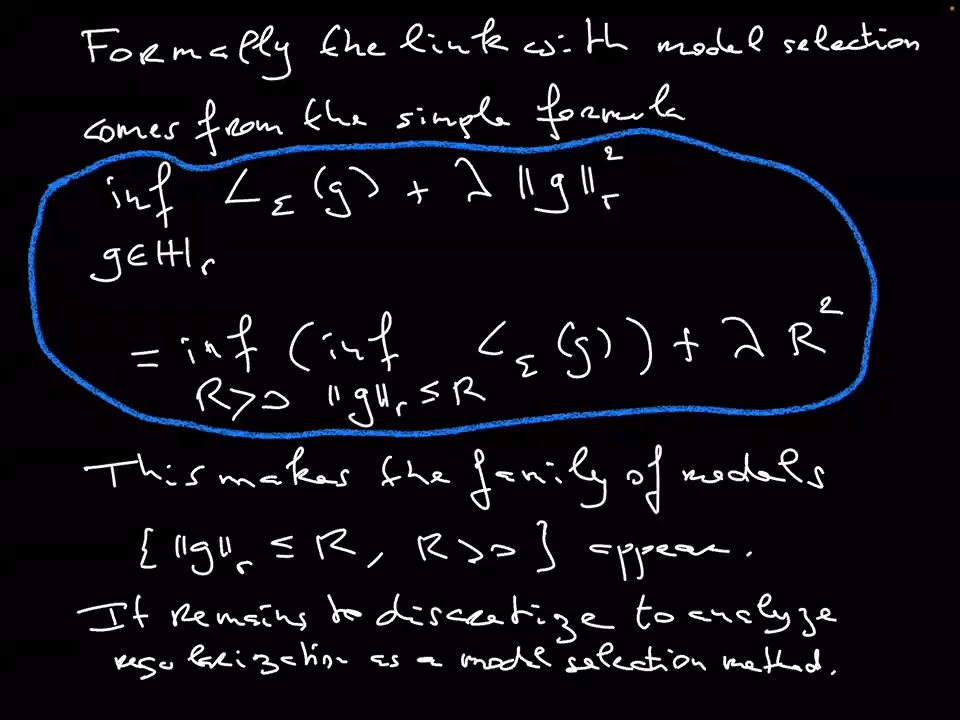 Formally the link with model selection
comes from the simple formula
inf L_ε(g) + λ ‖g‖_r^2
g∈ℍ_r
= inf (inf L_ε(g)) + λ R^2
R>0 ‖g‖_r ≤ R
This makes the family of models
{‖g‖_r ≤ R, R>0} appear.
It remains to discretize to analyze
regularization as a model selection method.